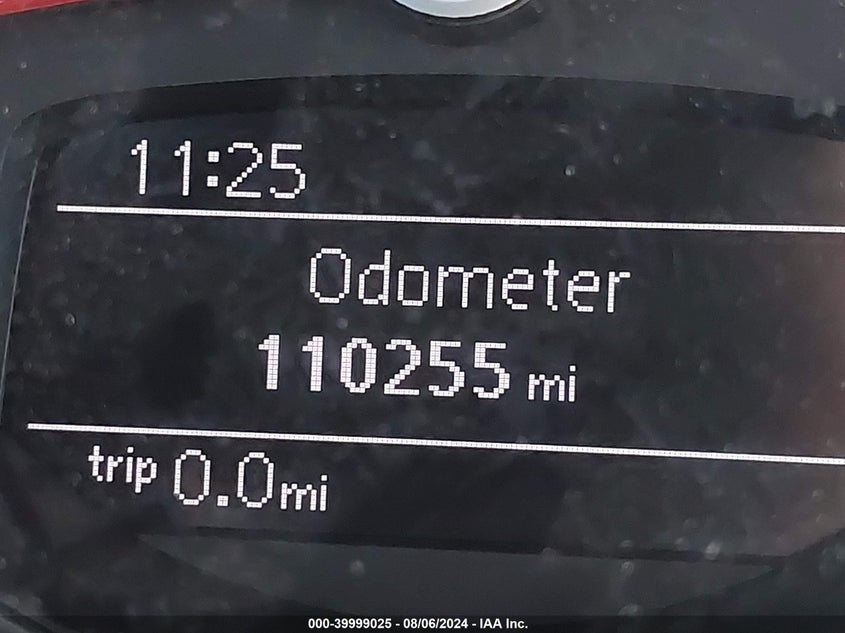 11:25
Odometer
110255 mi
trip 0.0mi
000-39999025 - 08/06/2024 - IAA Inc.